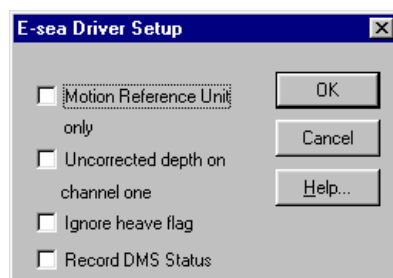 E-sea Driver Setup
Motion Reference Unit
only
Uncorrected depth on
channel one
Ignore heave flag
Record DMS Status
OK
Cancel
Help...